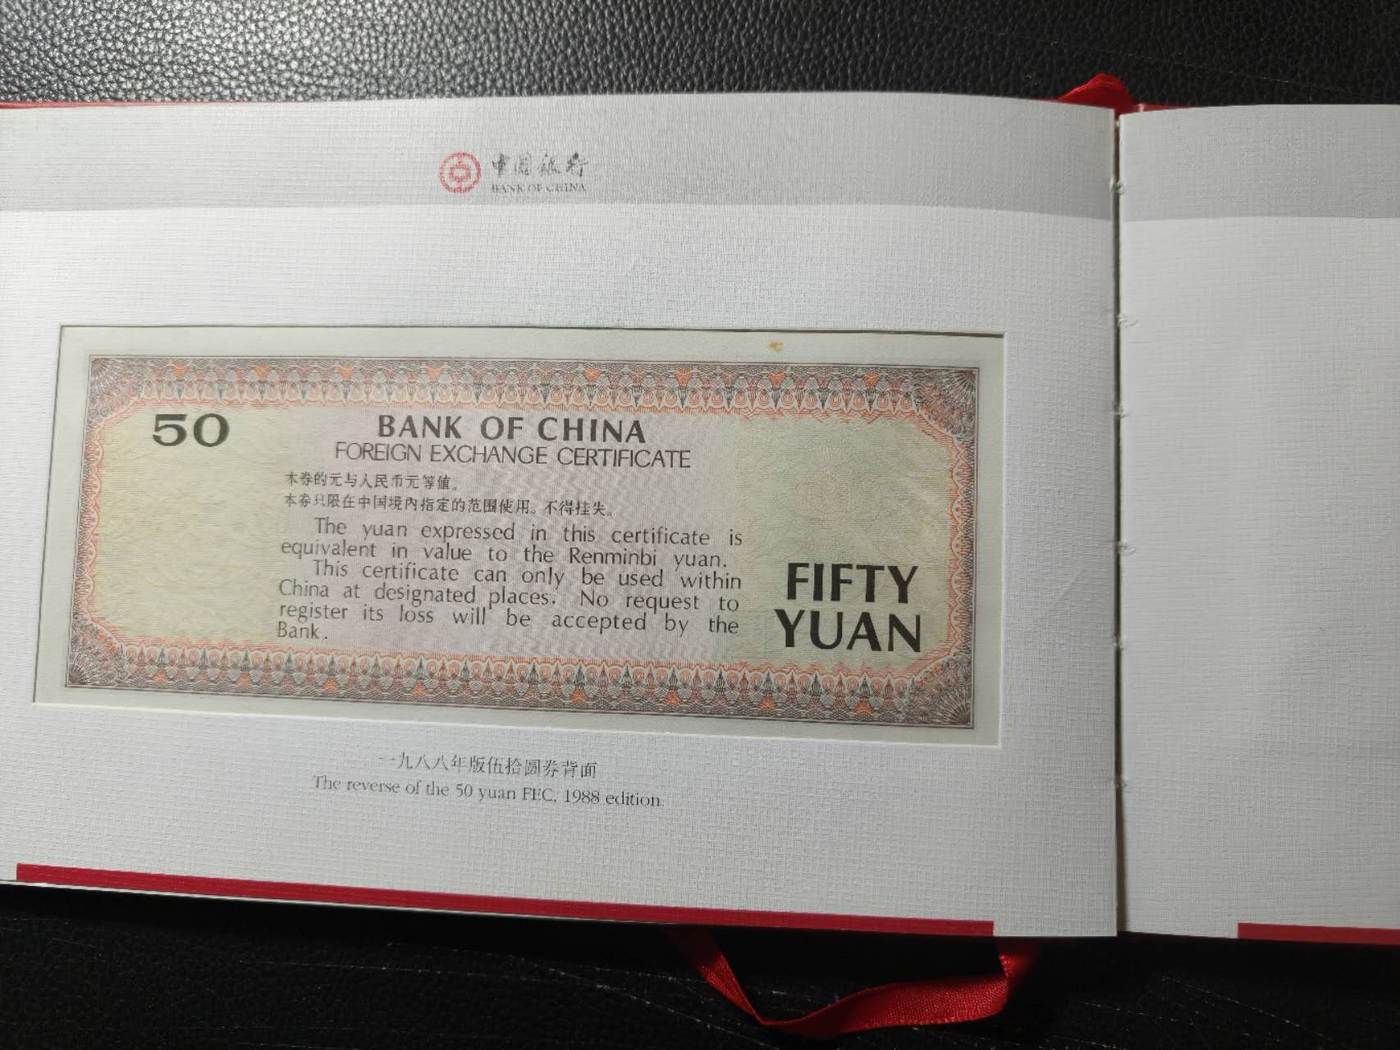 中国银行
BANK OF CHINA
50
BANK OF CHINA
FOREIGN EXCHANGE CERTIFICATE
本券的元与人民币元等值。
本券只限在中国境内指定的范围使用。不得挂失。
The yuan expressed in this certificate is
equivalent in value to the Renminbi yuan.
This certificate can only be used within
China at designated places. No request to
register its loss will be accepted by the
Bank.
FIFTY
YUAN
一九八八年版伍拾圆券背面
The reverse of the 50 yuan FEC, 1988 edition.